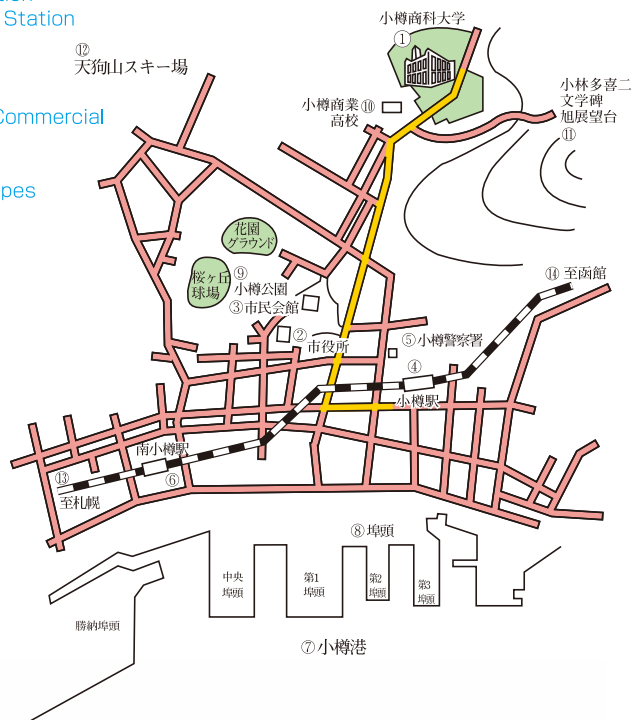 Station
⑫
天狗山スキー場
Commercial
小樽商科大学
①
小樽商業
高校
⑩
小林多喜二
文学碑
旭展望台
⑪
花園
グラウンド
桜ヶ丘
球場
⑨
小樽公園
③市民会館
②
市役所
⑤小樽警察署
④
小樽駅
⑭至函館
南小樽駅
⑥
⑬
至札幌
⑧埠頭
中央
埠頭
第1
埠頭
第2
埠頭
第3
埠頭
勝納埠頭
⑦小樽港